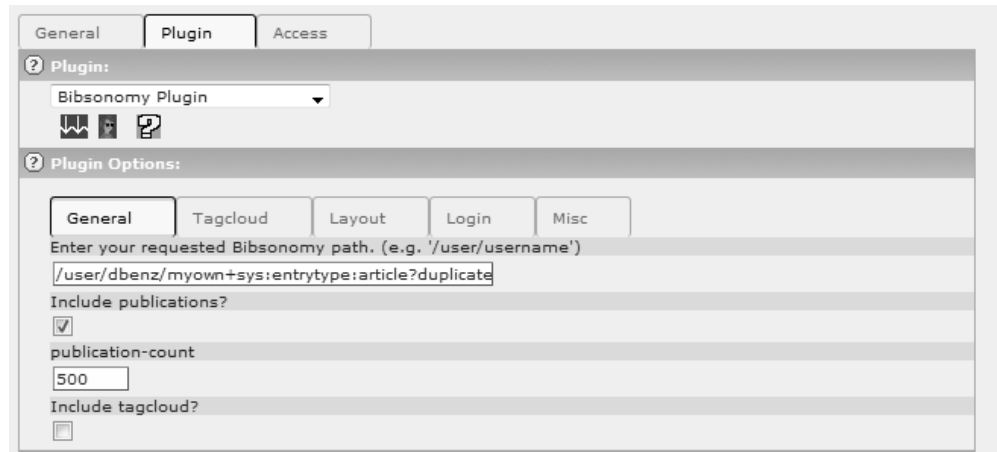 General Plugin Access
? Plugin:
Bibsonomy Plugin
?
? Plugin Options:
General Tagcloud Layout Login Misc
Enter your requested Bibsonomy path. (e.g. '/user/username')
/user/dbenz/myown+sys:entrytype:article?duplicate
Include publications?
publication-count
500
Include tagcloud?